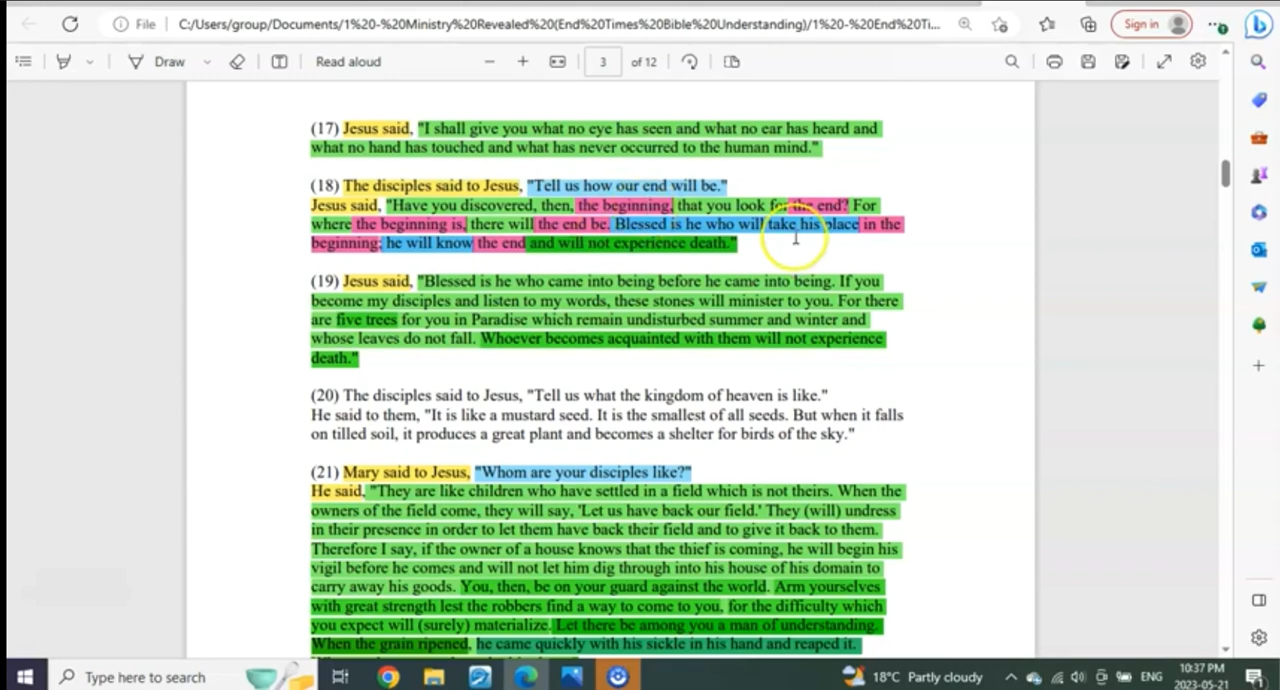 File C:/Users/group/Documents/1%20-%20Ministry%20Revealed%20(End%20Times%20Bible%20Understanding)/1%20-%20End%20Ti... Sign in
Draw Read aloud 3 of 12
(17) Jesus said, "I shall give you what no eye has seen and what no ear has heard and
what no hand has touched and what has never occurred to the human mind."
(18) The disciples said to Jesus, "Tell us how our end will be."
Jesus said, "Have you discovered, then, the beginning, that you look for the end? For
where the beginning is, there will the end be. Blessed is he who will take his place in the
beginning; he will know the end and will not experience death."
(19) Jesus said, "Blessed is he who came into being before he came into being. If you
become my disciples and listen to my words, these stones will minister to you. For there
are five trees for you in Paradise which remain undisturbed summer and winter and
whose leaves do not fall. Whoever becomes acquainted with them will not experience
death."
(20) The disciples said to Jesus, "Tell us what the kingdom of heaven is like."
He said to them, "It is like a mustard seed. It is the smallest of all seeds. But when it falls
on tilled soil, it produces a great plant and becomes a shelter for birds of the sky."
(21) Mary said to Jesus, "Whom are your disciples like?"
He said, "They are like children who have settled in a field which is not theirs. When the
owners of the field come, they will say, 'Let us have back our field.' They (will) undress
in their presence in order to let them have back their field and to give it back to them.
Therefore I say, if the owner of a house knows that the thief is coming, he will begin his
vigil before he comes and will not let him dig through into his house of his domain to
carry away his goods. You, then, be on your guard against the world. Arm yourselves
with great strength lest the robbers find a way to come to you, for the difficulty which
you expect will (surely) materialize. Let there be among you a man of understanding.
When the grain ripened, he came quickly with his sickle in his hand and reaped it.
Type here to search 18°C Partly cloudy ENG 10:37 PM
2023-05-21